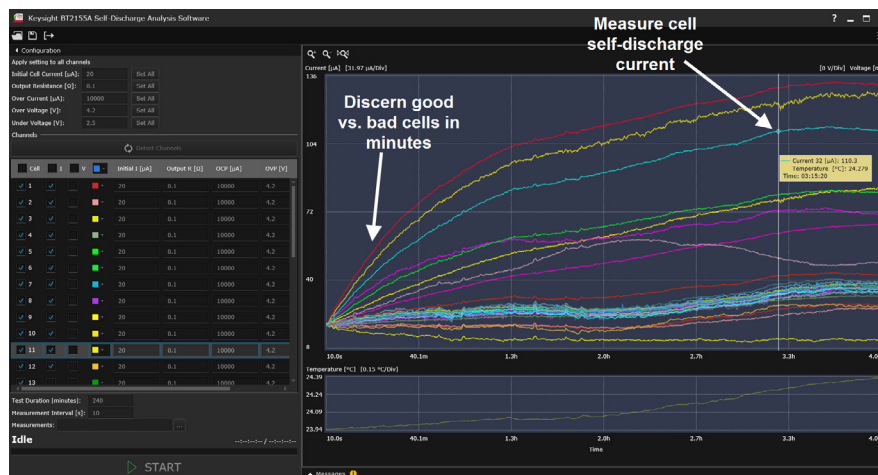 Keysight BT2155A Self-Discharge Analysis Software
Configuration
Apply setting to all channels
Initial Cell Current [µA]: 20 Set All
Output Resistance [Ω]: 0.1 Set All
Over Current [µA]: 10000 Set All
Over Voltage [V]: 4.2 Set All
Under Voltage [V]: 2.5 Set All
Channels
Detect Channels
Cell I V Initial I [µA] Output R [Ω] OCP [µA] OVP [V]
1 20 0.1 10000 4.2
2 20 0.1 10000 4.2
3 20 0.1 10000 4.2
4 20 0.1 10000 4.2
5 20 0.1 10000 4.2
6 20 0.1 10000 4.2
7 20 0.1 10000 4.2
8 20 0.1 10000 4.2
9 20 0.1 10000 4.2
10 20 0.1 10000 4.2
11 20 0.1 10000 4.2
12 20 0.1 10000 4.2
13
Test Duration (minutes): 240
Measurement Interval [s]: 10
Measurements: ...
Idle --:--:-- / --:--:--
START
Current [µA] [31.97 µA/Div] [0 V/Div] Voltage
Measure cell
self-discharge
current
Discern good
vs. bad cells in
minutes
136
104
72
40
8
Current 32 [µA]: 110.3
Temperature [°C]: 24.279
Time: 03:15:20
10.0s 40.1m 1.3h 2.0h 2.7h 3.3h 4.0
Temperature [°C] [0.15 °C/Div]
24.39
24.24
24.09
23.94
10.0s 40.1m 1.3h 2.0h 2.7h 3.3h 4.0
Time
Messages